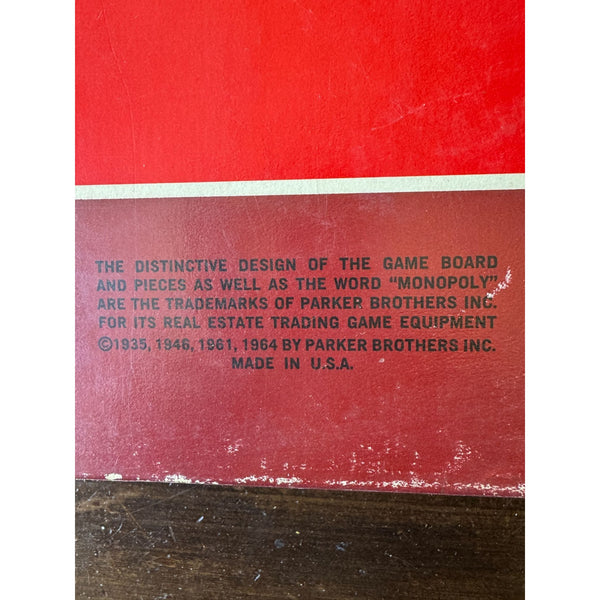 THE DISTINCTIVE DESIGN OF THE GAME BOARD
AND PIECES AS WELL AS THE WORD “MONOPOLY”
ARE THE TRADEMARKS OF PARKER BROTHERS INC.
FOR ITS REAL ESTATE TRADING GAME EQUIPMENT
©1935, 1946, 1961, 1964 BY PARKER BROTHERS INC.
MADE IN U.S.A.